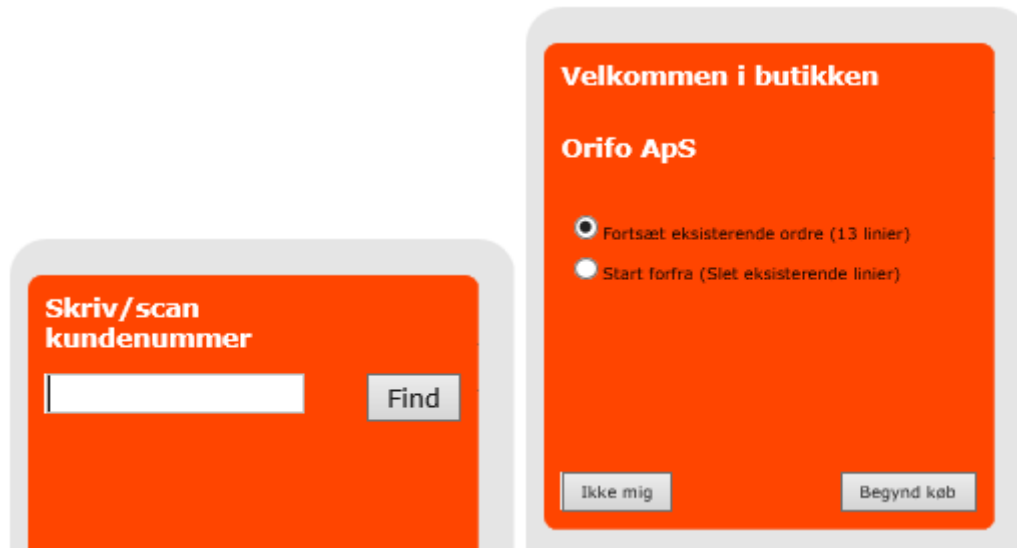 Skriv/scan
kundenummer
Find
Velkommen i butikken
Orifo ApS
Fortsæt eksisterende ordre (13 linier)
Start forfra (Slet eksisterende linier)
Ikke mig
Begynd køb